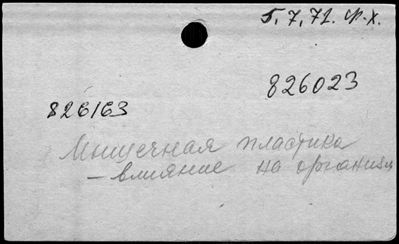 Г. 7, 72. Ф-Х.
826023
826163
Мышечная пластика
— влияние на организм